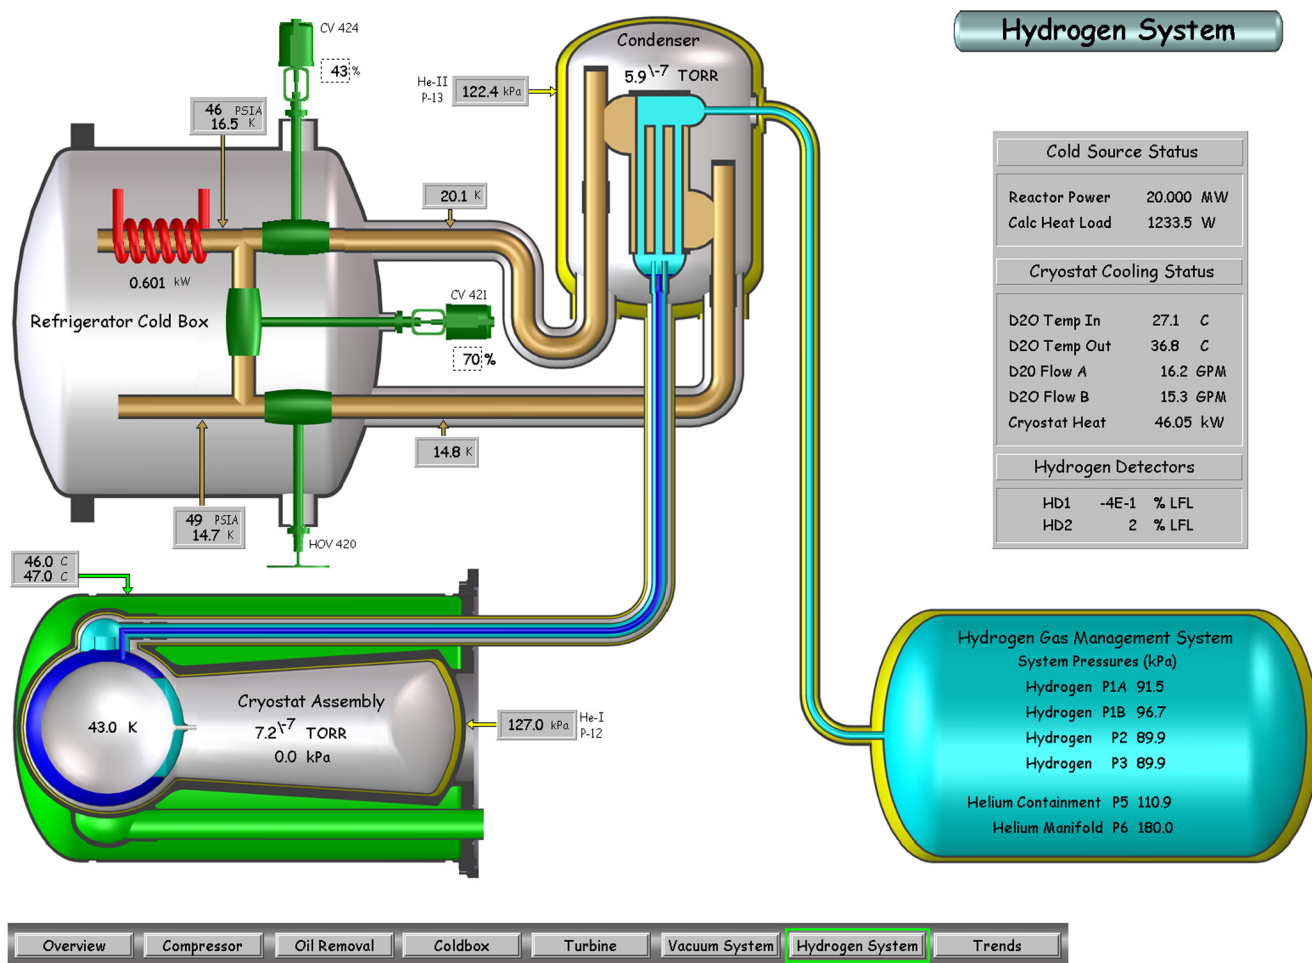 Hydrogen System
CV 424
43 %
Condenser
5.9\-7 TORR
He-II
P-13
122.4 kPa
46 PSIA
16.5 K
20.1 K
0.601 kW
CV 421
70 %
Refrigerator Cold Box
14.8 K
49 PSIA
14.7 K
HOV 420
Cold Source Status
Reactor Power 20.000 MW
Calc Heat Load 1233.5 W
Cryostat Cooling Status
D2O Temp In 27.1 C
D2O Temp Out 36.8 C
D20 Flow A 16.2 GPM
D2O Flow B 15.3 GPM
Cryostat Heat 46.05 kW
Hydrogen Detectors
HD1 -4E-1 % LFL
HD2 2 % LFL
46.0 C
47.0 C
43.0 K
Cryostat Assembly
7.2\-7 TORR
0.0 kPa
127.0 kPa
He-I
P-12
Hydrogen Gas Management System
System Pressures (kPa)
Hydrogen P1A 91.5
Hydrogen P1B 96.7
Hydrogen P2 89.9
Hydrogen P3 89.9
Helium Containment P5 110.9
Helium Manifold P6 180.0
Overview Compressor Oil Removal Coldbox Turbine Vacuum System Hydrogen System Trends